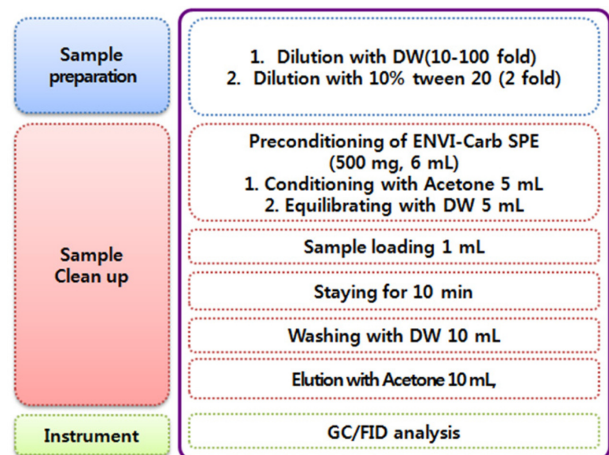 Sample
preparation
1. Dilution with DW(10-100 fold)
2. Dilution with 10% tween 20 (2 fold)
Sample
Clean up
Preconditioning of ENVI-Carb SPE
(500 mg, 6 mL)
1. Conditioning with Acetone 5 mL
2. Equilibrating with DW 5 mL
Sample loading 1 mL
Staying for 10 min
Washing with DW 10 mL
Elution with Acetone 10 mL,
Instrument
GC/FID analysis